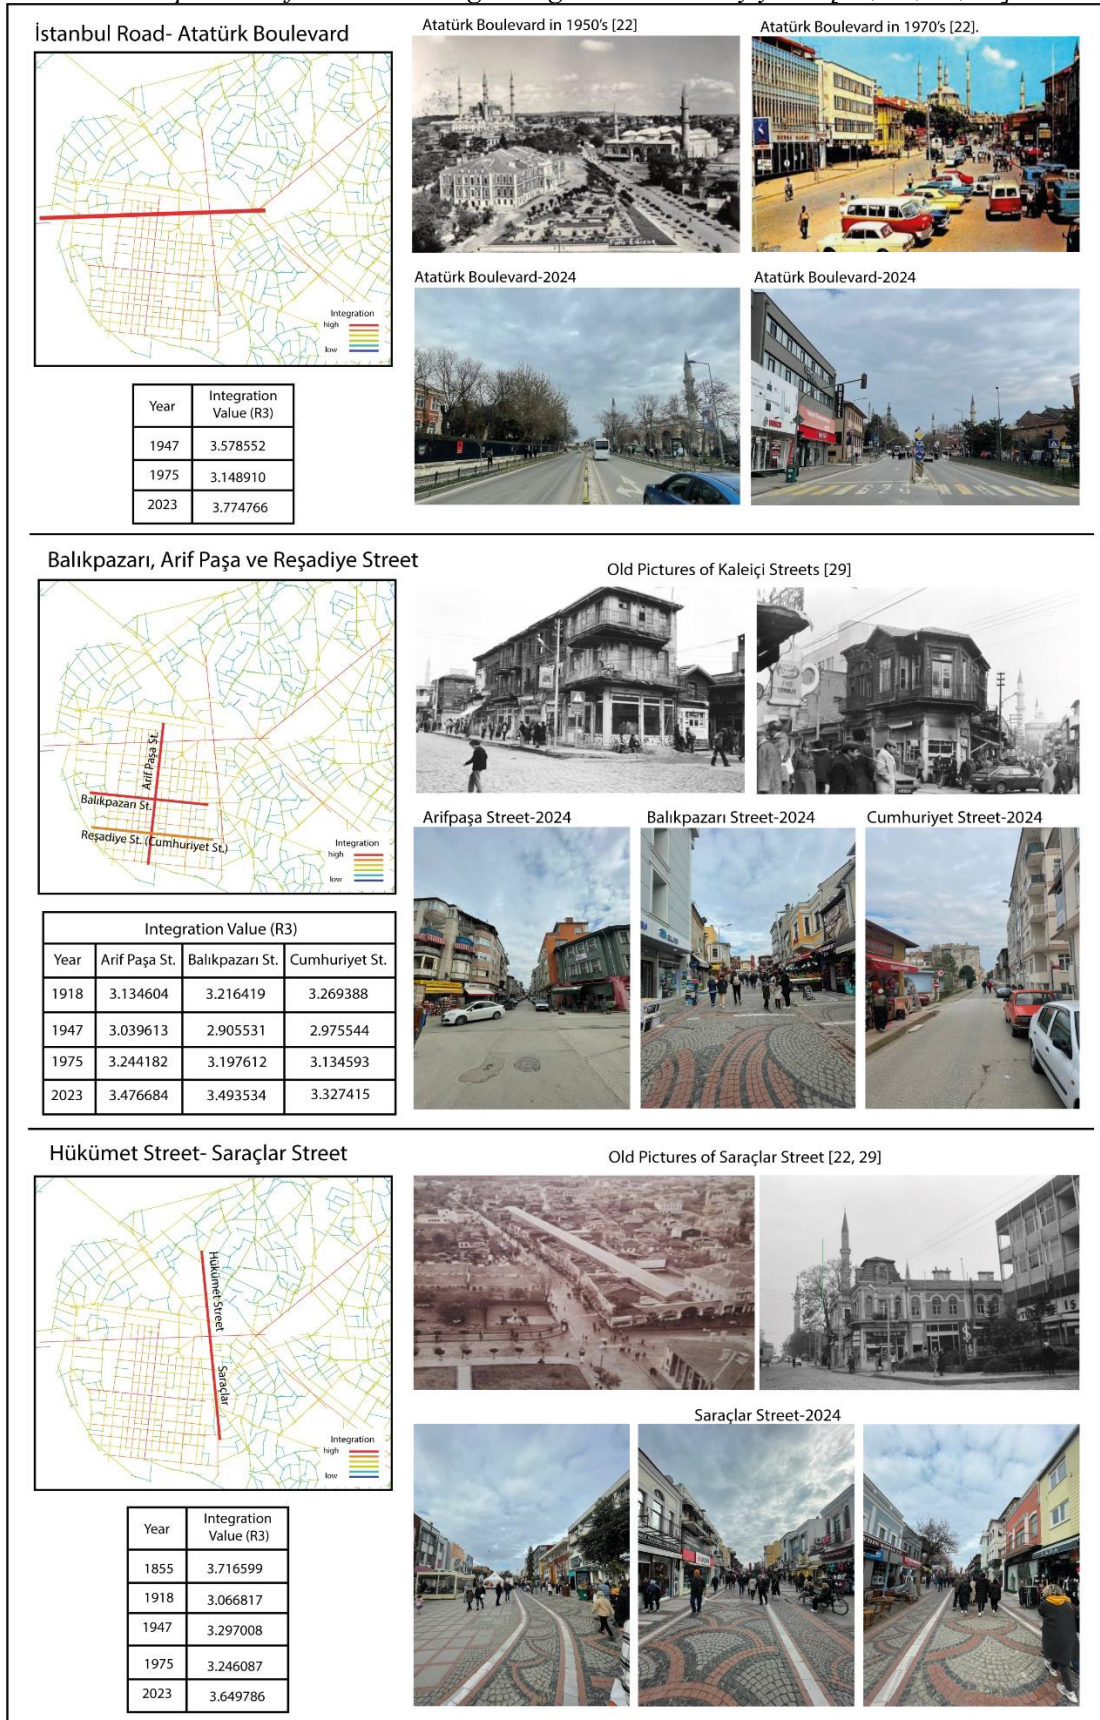 İstanbul Road- Atatürk Boulevard
Atatürk Boulevard in 1950's [22]
Atatürk Boulevard in 1970's [22].
Integration
high
low
Atatürk Boulevard-2024
Atatürk Boulevard-2024
Year Integration Value (R3)
1947 3.578552
1975 3.148910
2023 3.774766
Balıkpazarı, Arif Paşa ve Reşadiye Street
Old Pictures of Kaleiçi Streets [29]
Arif Paşa St.
Balıkpazarı St.
Reşadiye St. (Cumhuriyet St.)
Integration
high
low
Arifpaşa Street-2024
Balıkpazarı Street-2024
Cumhuriyet Street-2024
Integration Value (R3)
Year Arif Paşa St. Balıkpazarı St. Cumhuriyet St.
1918 3.134604 3.216419 3.269388
1947 3.039613 2.905531 2.975544
1975 3.244182 3.197612 3.134593
2023 3.476684 3.493534 3.327415
Hükümet Street- Saraçlar Street
Old Pictures of Saraçlar Street [22, 29]
Hükümet Street
Saraçlar
Integration
high
low
Saraçlar Street-2024
Year Integration Value (R3)
1855 3.716599
1918 3.066817
1947 3.297008
1975 3.246087
2023 3.649786